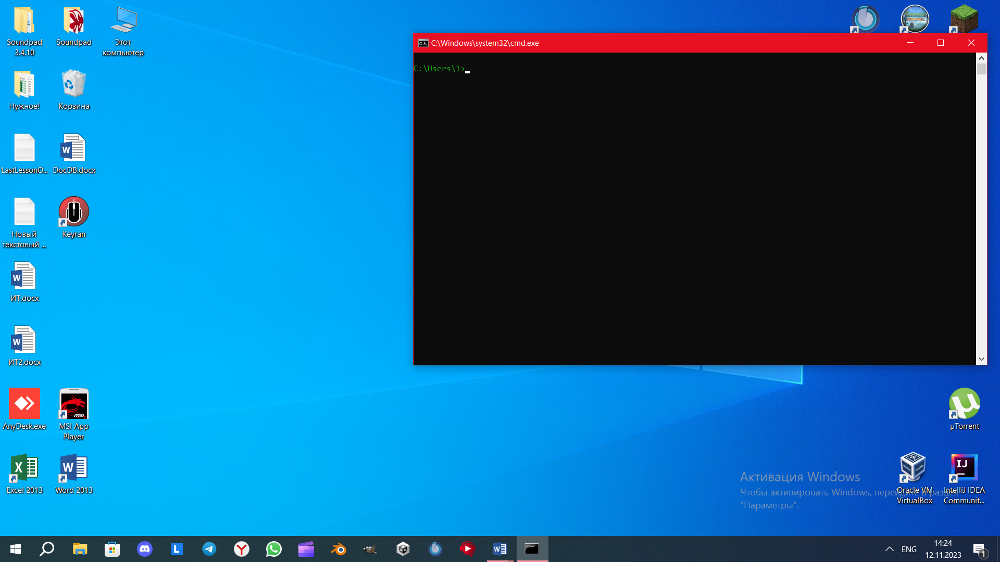 Soundpad
3.4.10
Soundpad
Этот
компьютер
Нужное!
Корзина
LastLessonO...
DocDB.docx
Новый
текстовый ...
Keyran
ИТ.docx
ИТ2.docx
AnyDesk.exe
MSI App
Player
Excel 2013
Word 2013
C:\Windows\system32\cmd.exe
C:\Users\1>
µTorrent
Oracle VM
VirtualBox
IntelliJ IDEA
Communit...
Активация Windows
Чтобы активировать Windows, перейдите в раздел
"Параметры".
ENG
14:24
12.11.2023
1